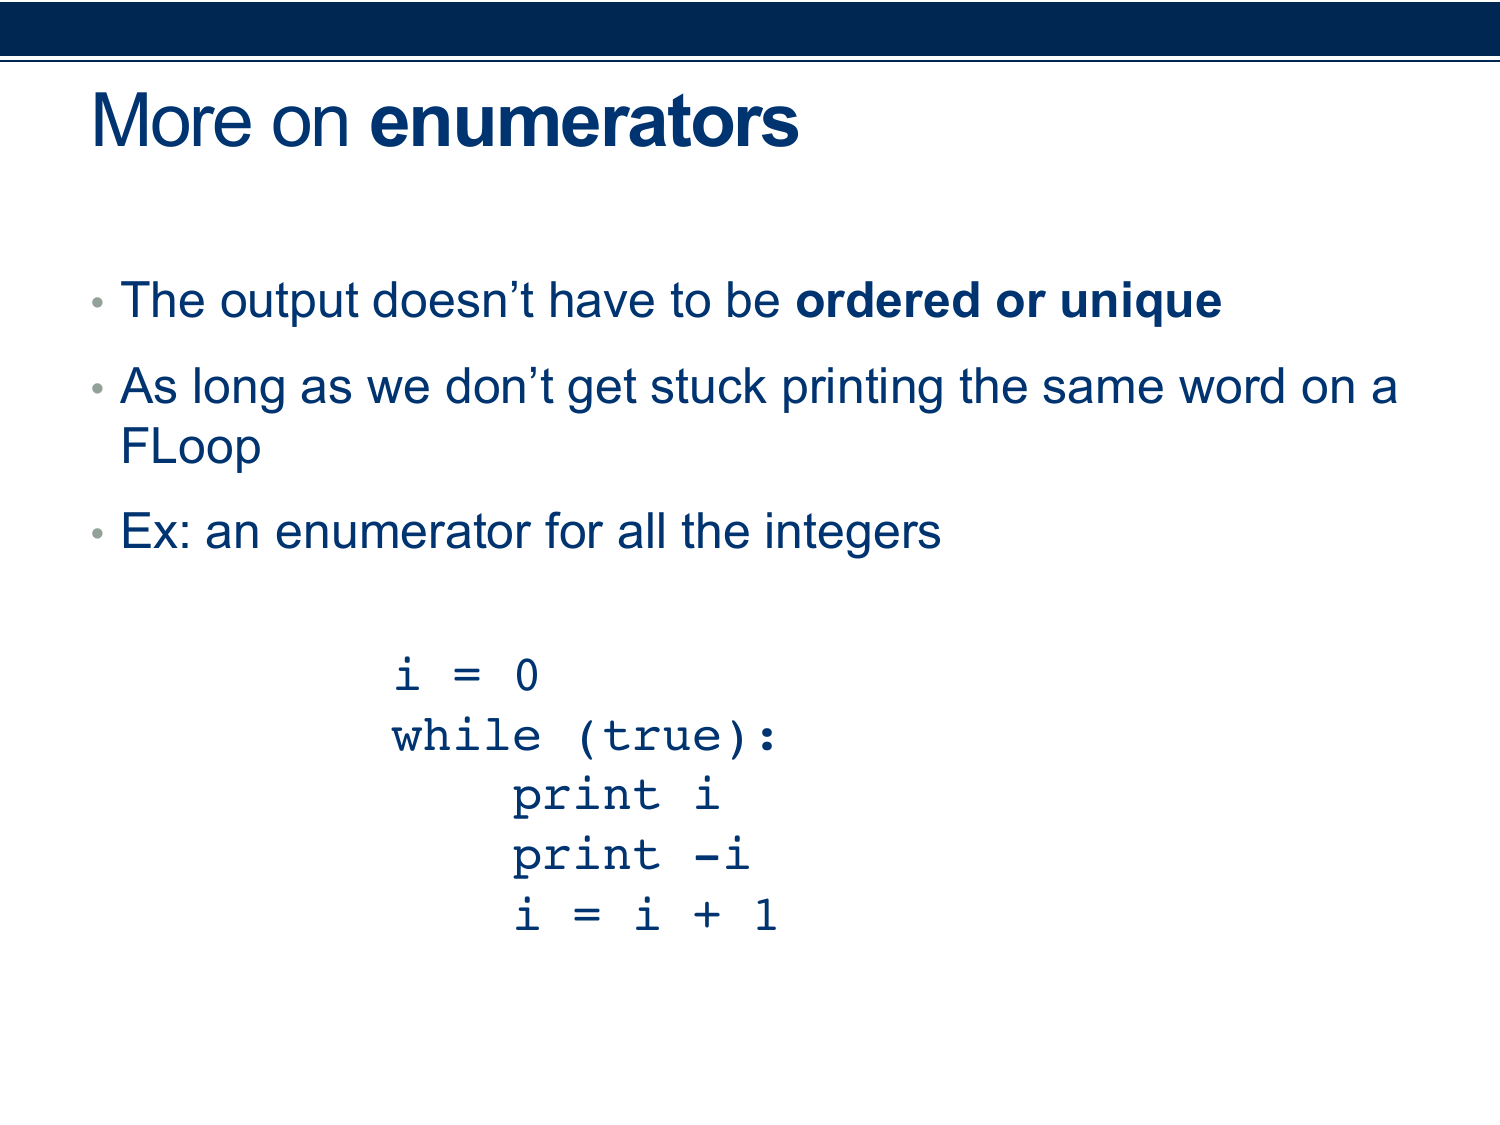 More on enumerators
• The output doesn’t have to be ordered or unique
• As long as we don’t get stuck printing the same word on a
FLoop
• Ex: an enumerator for all the integers
i = 0
while (true):
    print i
    print –i
    i = i + 1